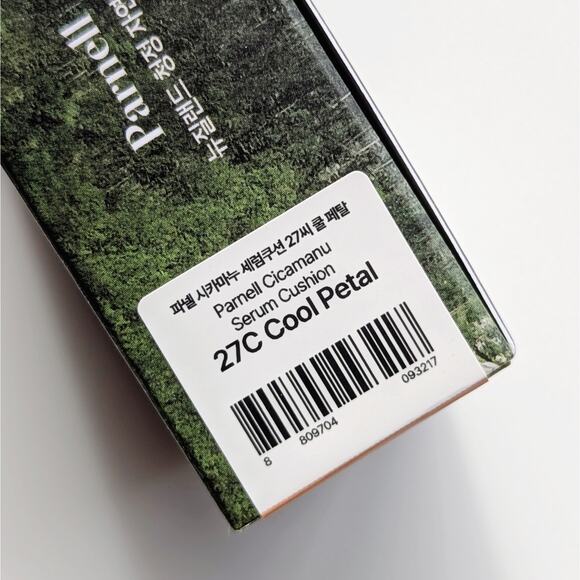 Parnell
뉴질랜드 청정 자연
파넬 시카마누 세럼쿠션 27씨 쿨 페탈
Parnell Cicamanu
Serum Cushion
27C Cool Petal
8 809704 093217